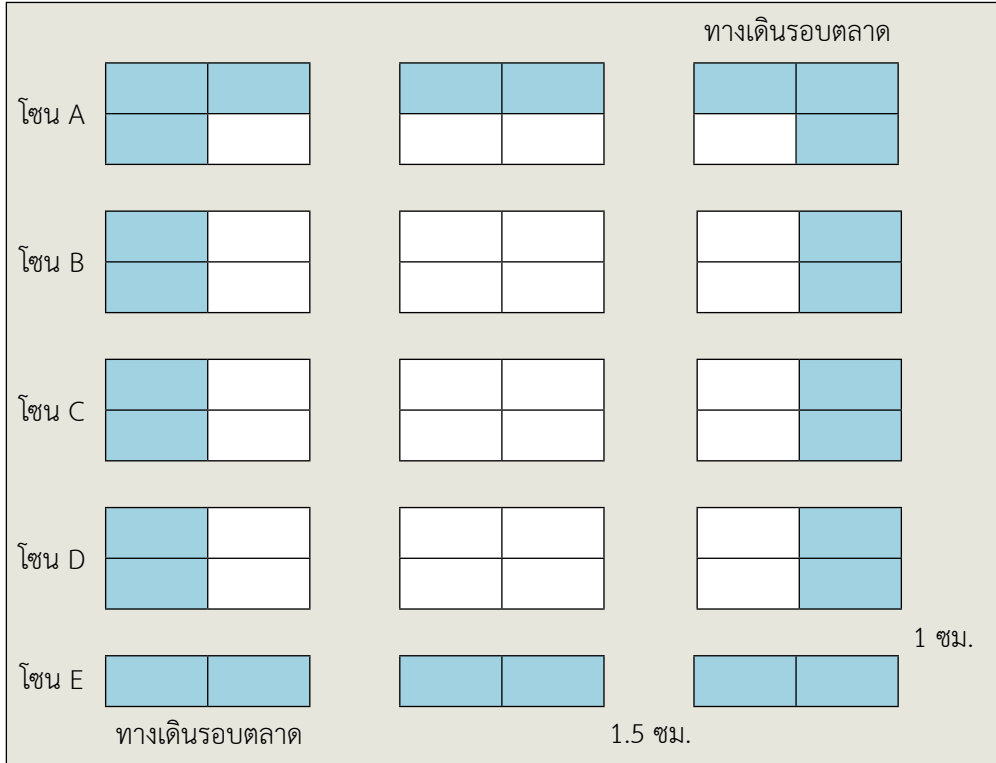 ทางเดินรอบตลาด
โซน A
โซน B
โซน C
โซน D
1 ซม.
โซน E
ทางเดินรอบตลาด
1.5 ซม.